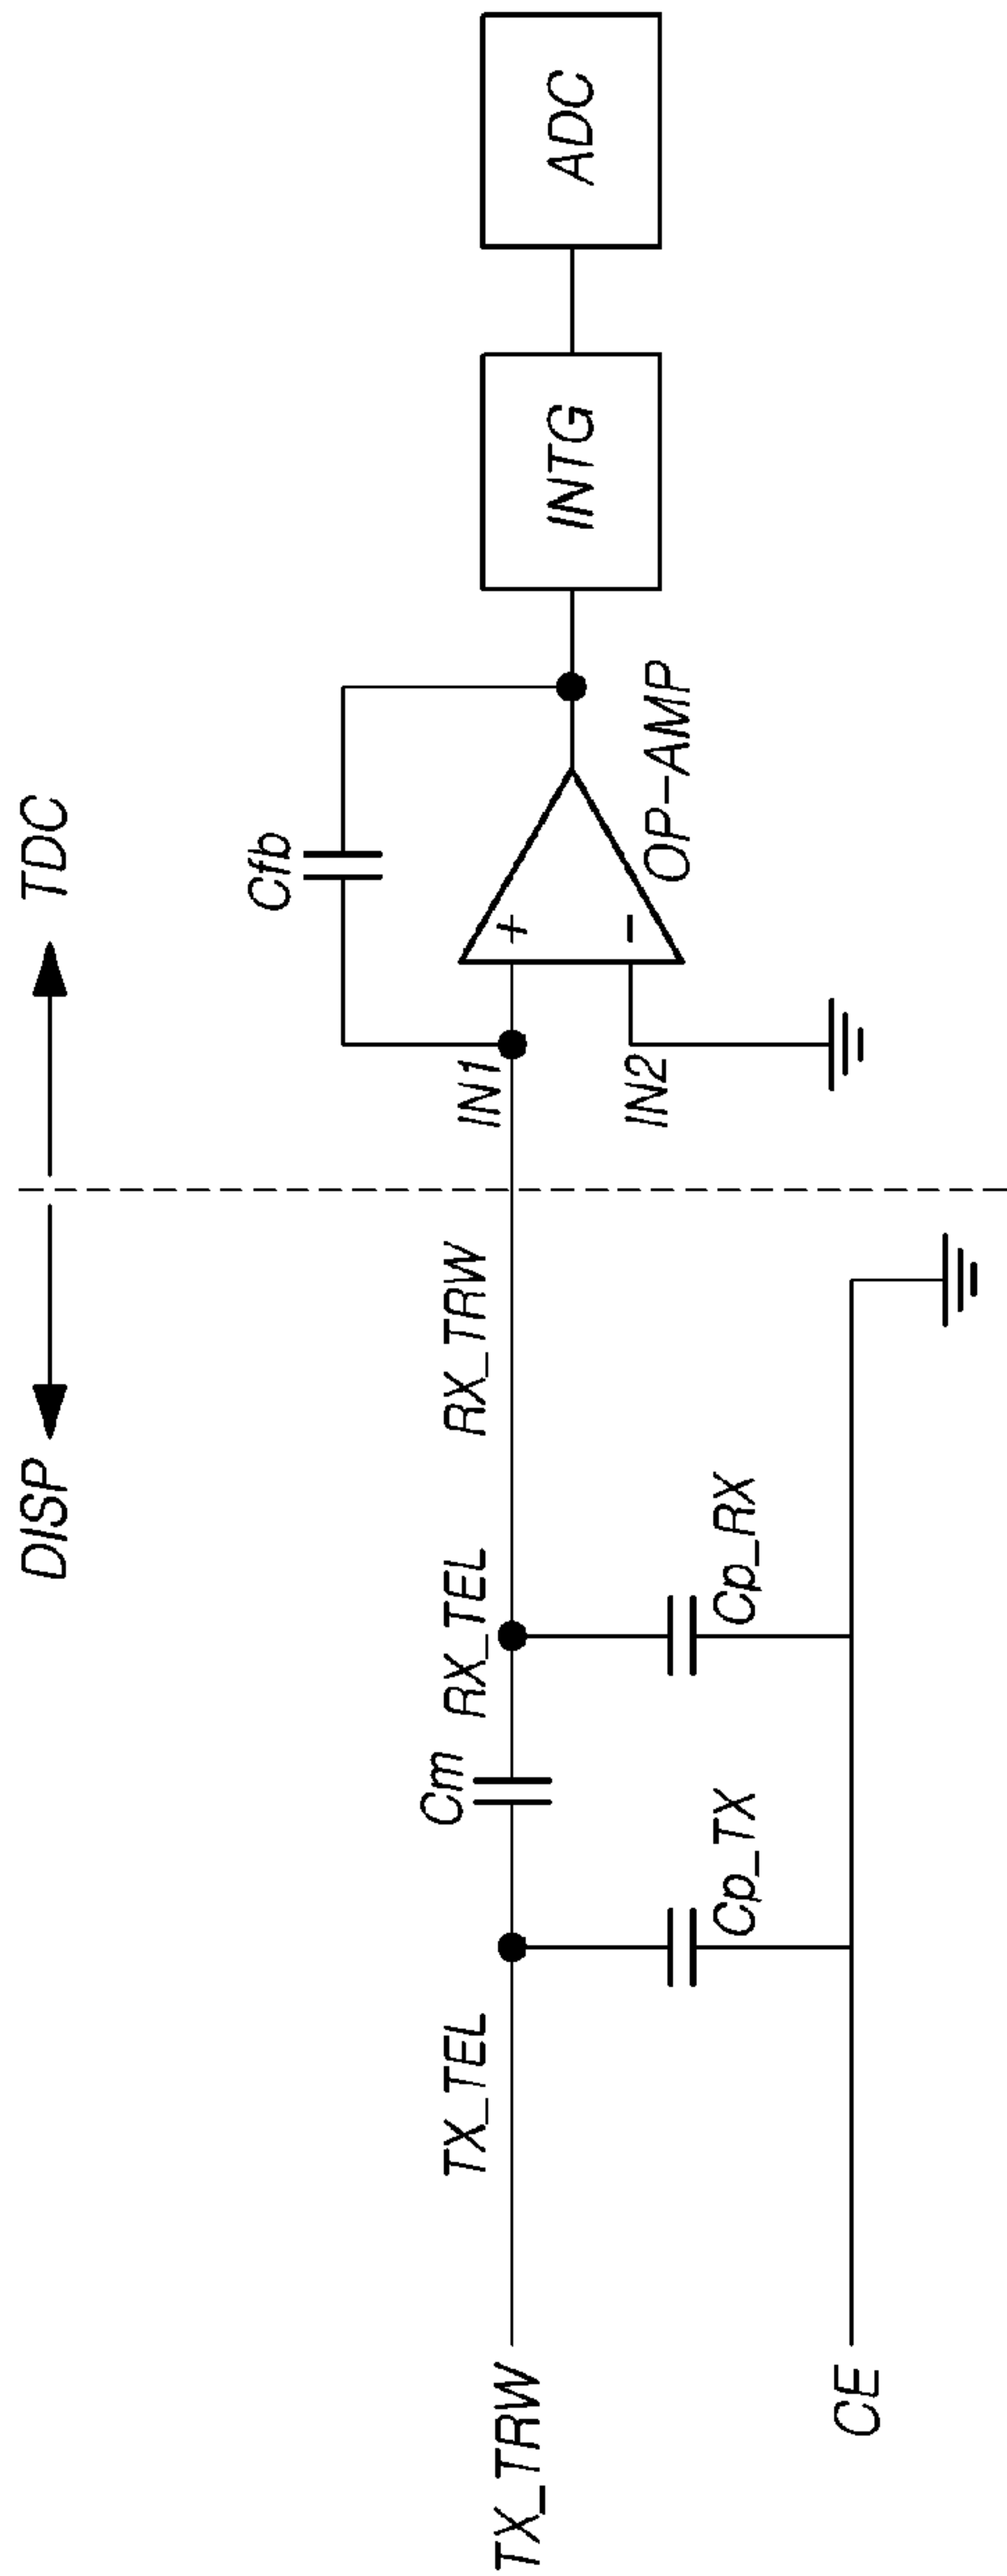 DISP
TDC
Cfb
Cm
TX_TEL
RX_TEL
RX_TRW
IN1
+
INTG
ADC
TX_TRW
IN2
−
OP−AMP
Cp_TX
Cp_RX
CE